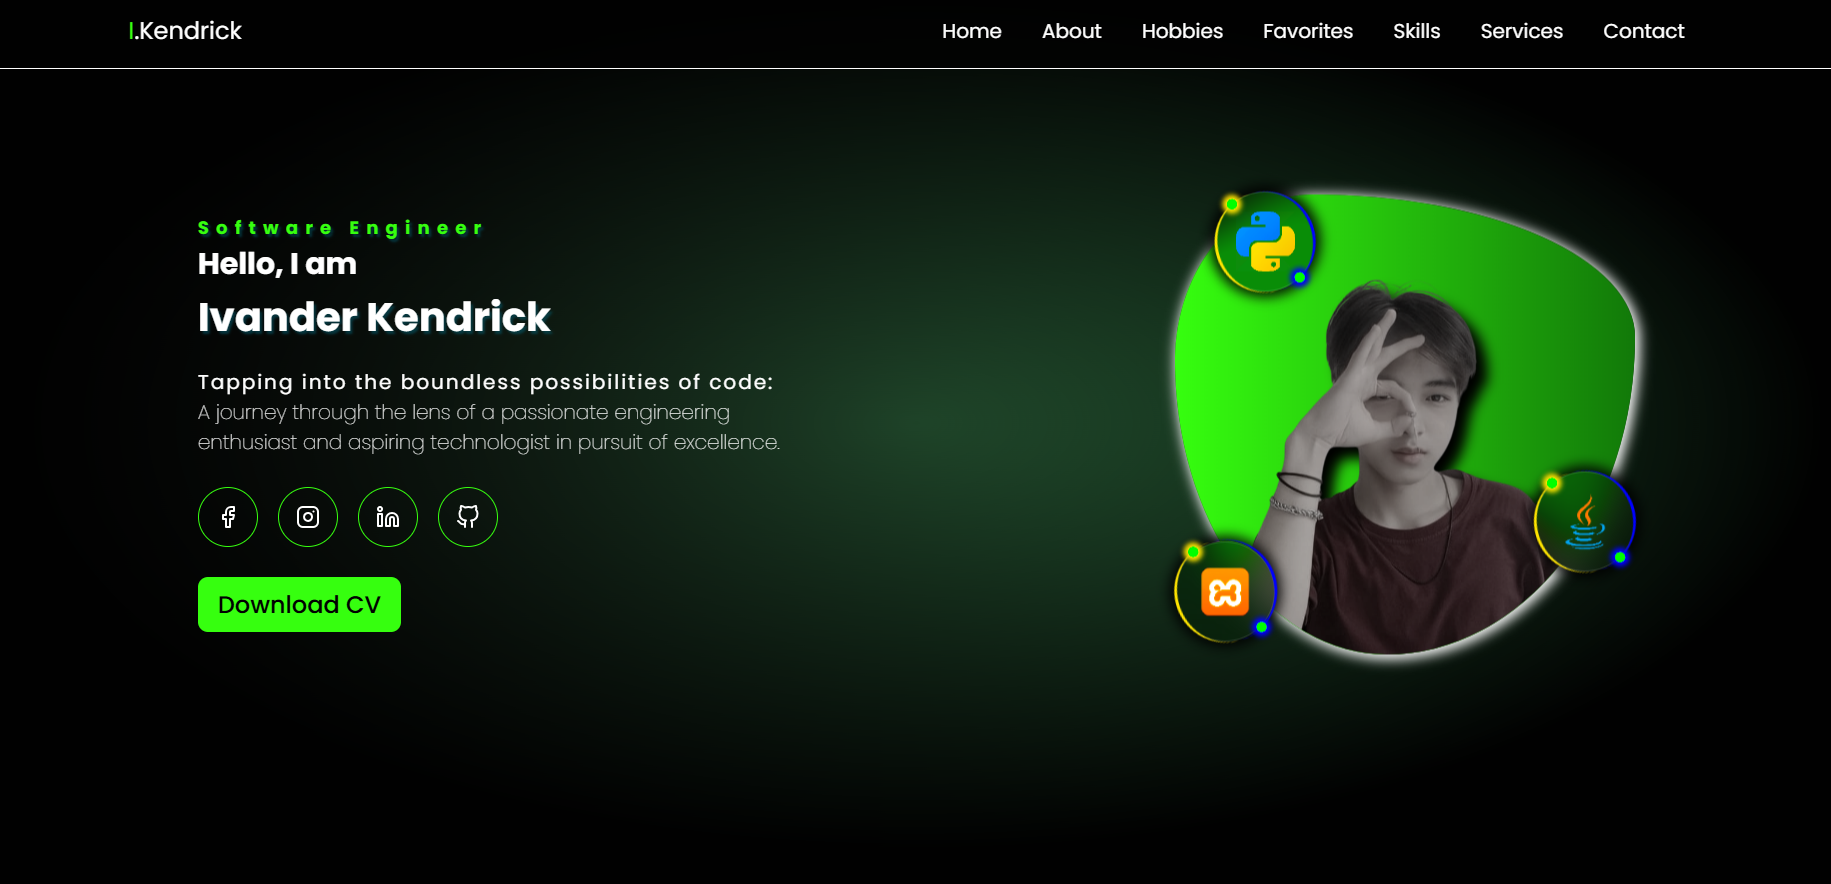 I.Kendrick
Home About Hobbies Favorites Skills Services Contact
Software Engineer
Hello, I am
Ivander Kendrick
Tapping into the boundless possibilities of code:
A journey through the lens of a passionate engineering
enthusiast and aspiring technologist in pursuit of excellence.
Download CV